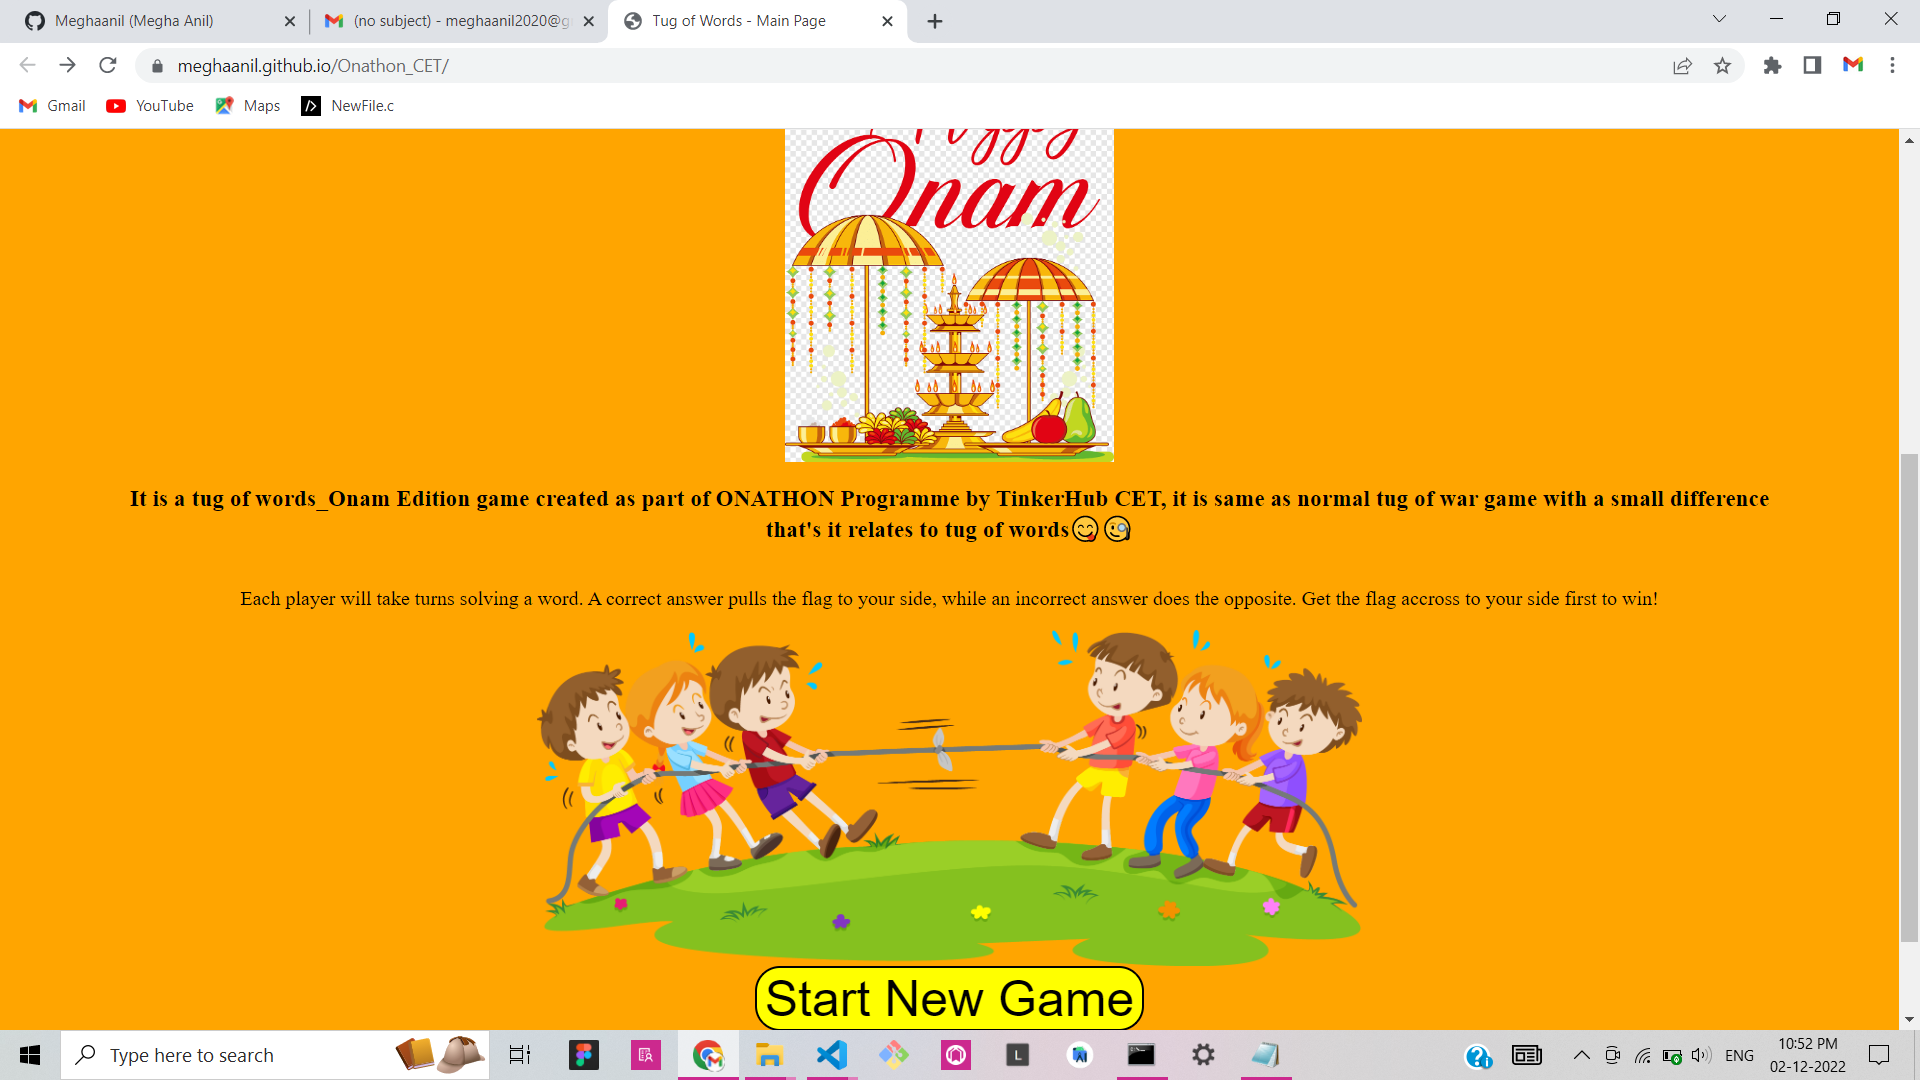 Meghaanil (Megha Anil)
(no subject) - meghaanil2020@g
Tug of Words - Main Page
meghaanil.github.io/Onathon_CET/
Gmail
YouTube
Maps
NewFile.c
Onam
It is a tug of words_Onam Edition game created as part of ONATHON Programme by TinkerHub CET, it is same as normal tug of war game with a small difference
that's it relates to tug of words😋🧐
Each player will take turns solving a word. A correct answer pulls the flag to your side, while an incorrect answer does the opposite. Get the flag accross to your side first to win!
Start New Game
Type here to search
L
ENG
10:52 PM
02-12-2022